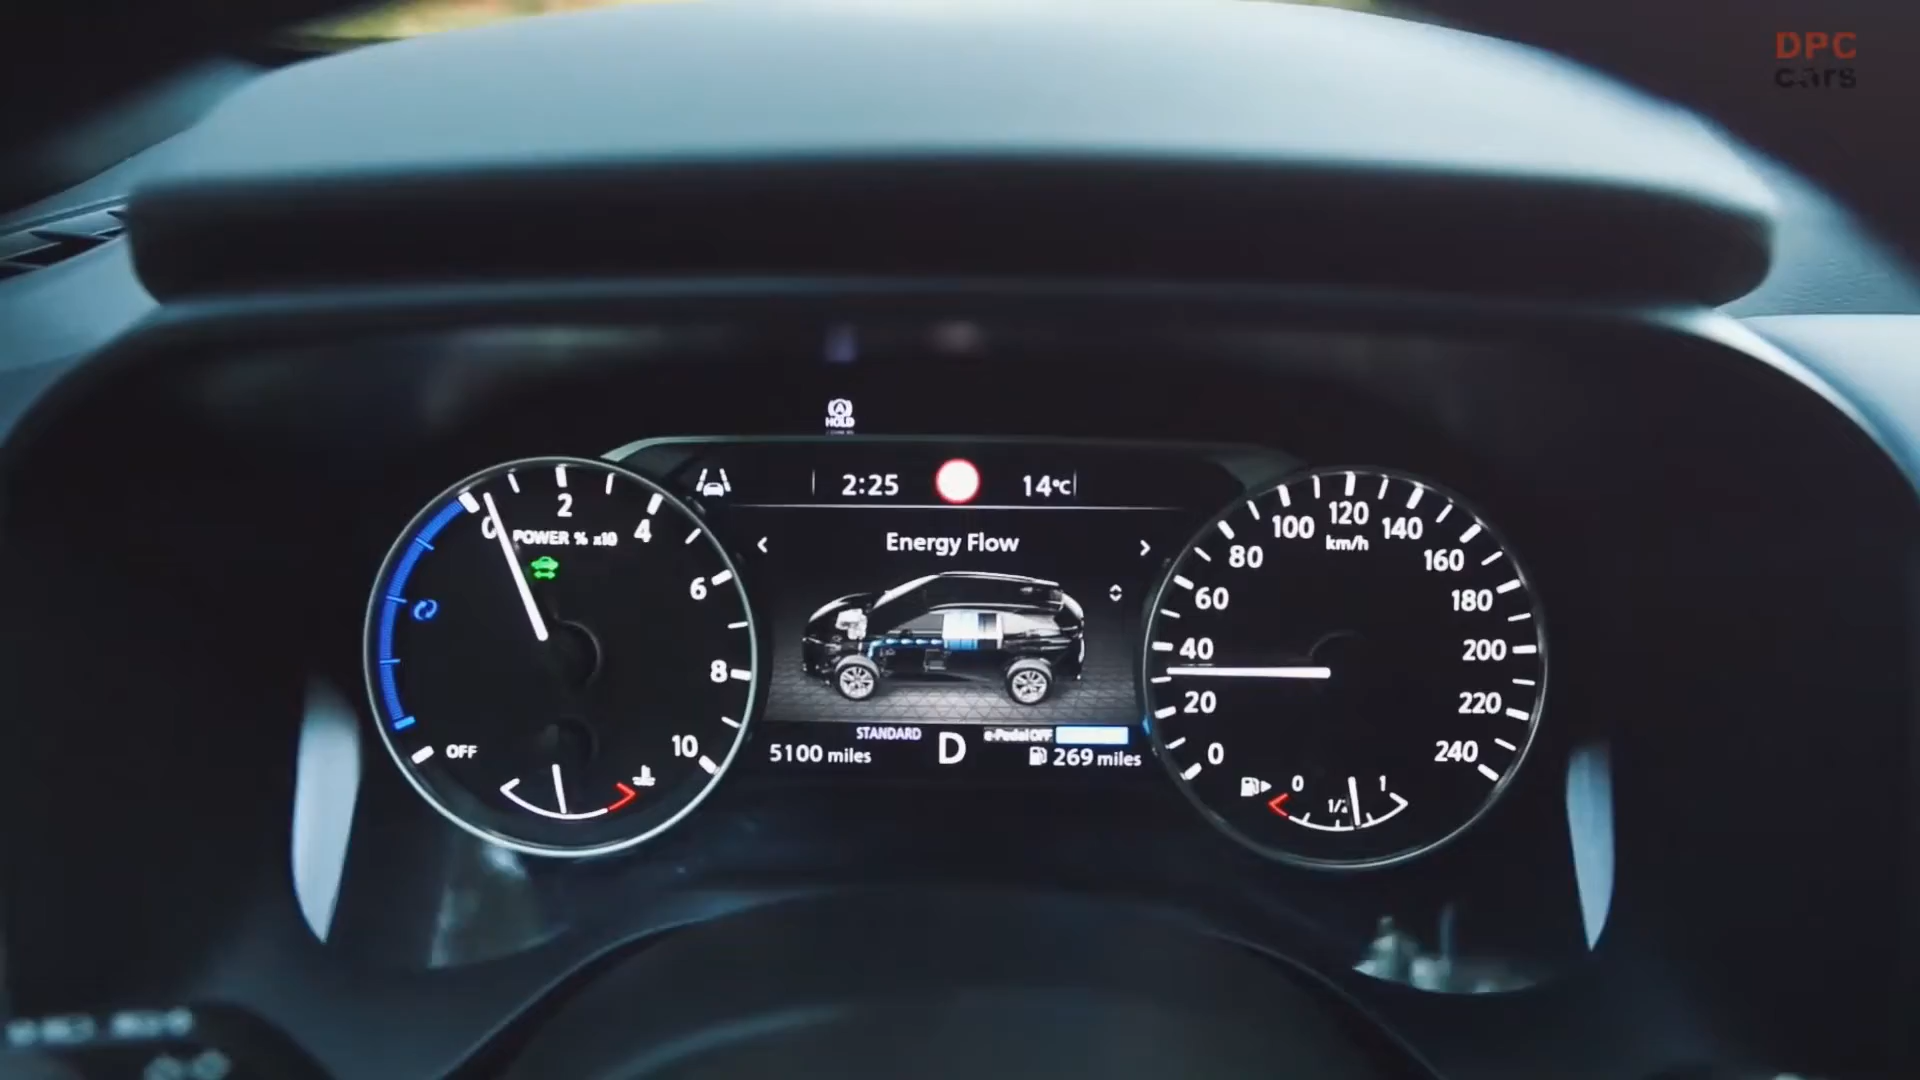 DPC
cars
HOLD
2:25
14°C
Energy Flow
0
2
4
6
8
10
POWER % x10
OFF
0
20
40
60
80
100
120
140
160
180
200
220
240
km/h
STANDARD
e-Pedal OFF
5100 miles
D
269 miles
0
1/2
1